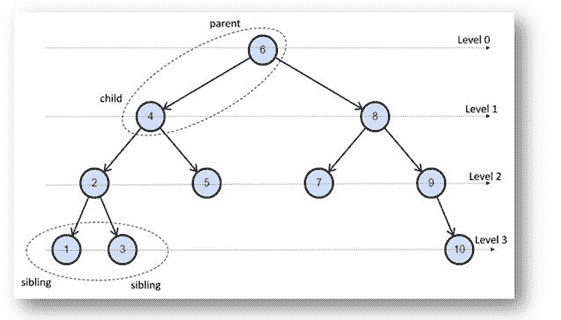 parent
6
Level 0
child
4
8
Level 1
2
5
7
9
Level 2
1
3
10
Level 3
sibling
sibling